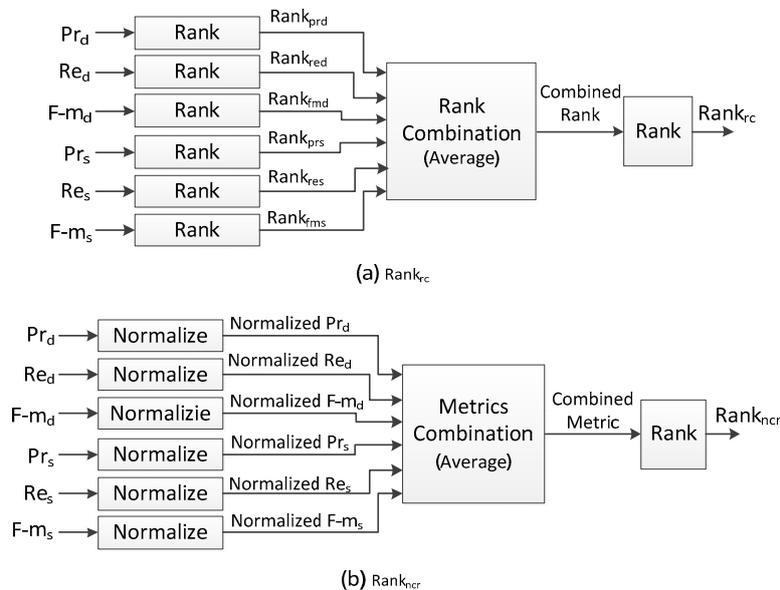 Pr_d Rank Rank_prd
Re_d Rank Rank_red
F-m_d Rank Rank_fmd
Pr_s Rank Rank_prs
Re_s Rank Rank_res
F-m_s Rank Rank_fms
Rank
Combination
(Average)
Combined
Rank
Rank
Rank_rc
(a) Rank_rc
Pr_d Normalize Normalized Pr_d
Re_d Normalize Normalized Re_d
F-m_d Normalizie Normalized F-m_d
Pr_s Normalize Normalized Pr_s
Re_s Normalize Normalized Re_s
F-m_s Normalize Normalized F-m_s
Metrics
Combination
(Average)
Combined
Metric
Rank
Rank_ncr
(b) Rank_ncr